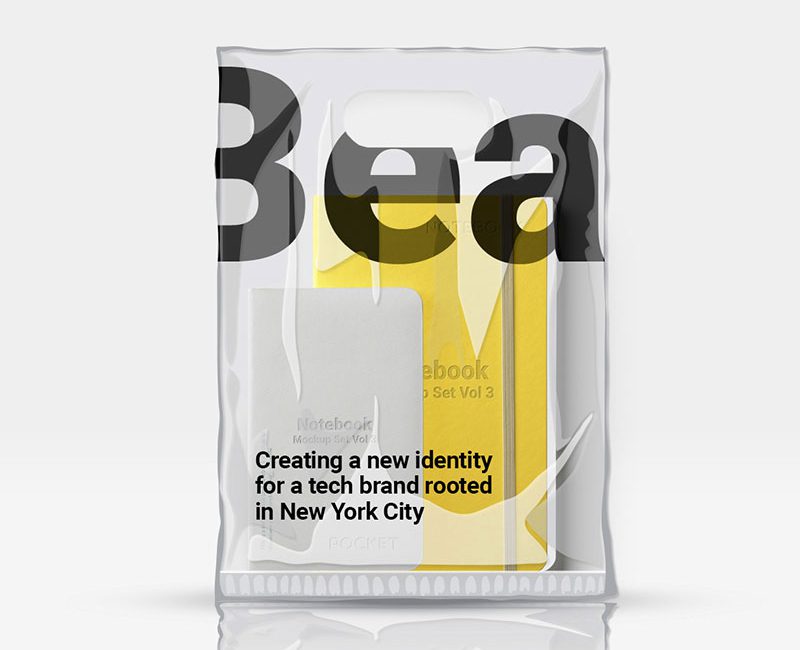 Bea
NOTEBO
ebook
p Set Vol 3
Notebook
Mockup Set Vol 3
Creating a new identity
for a tech brand rooted
in New York City
POCKET